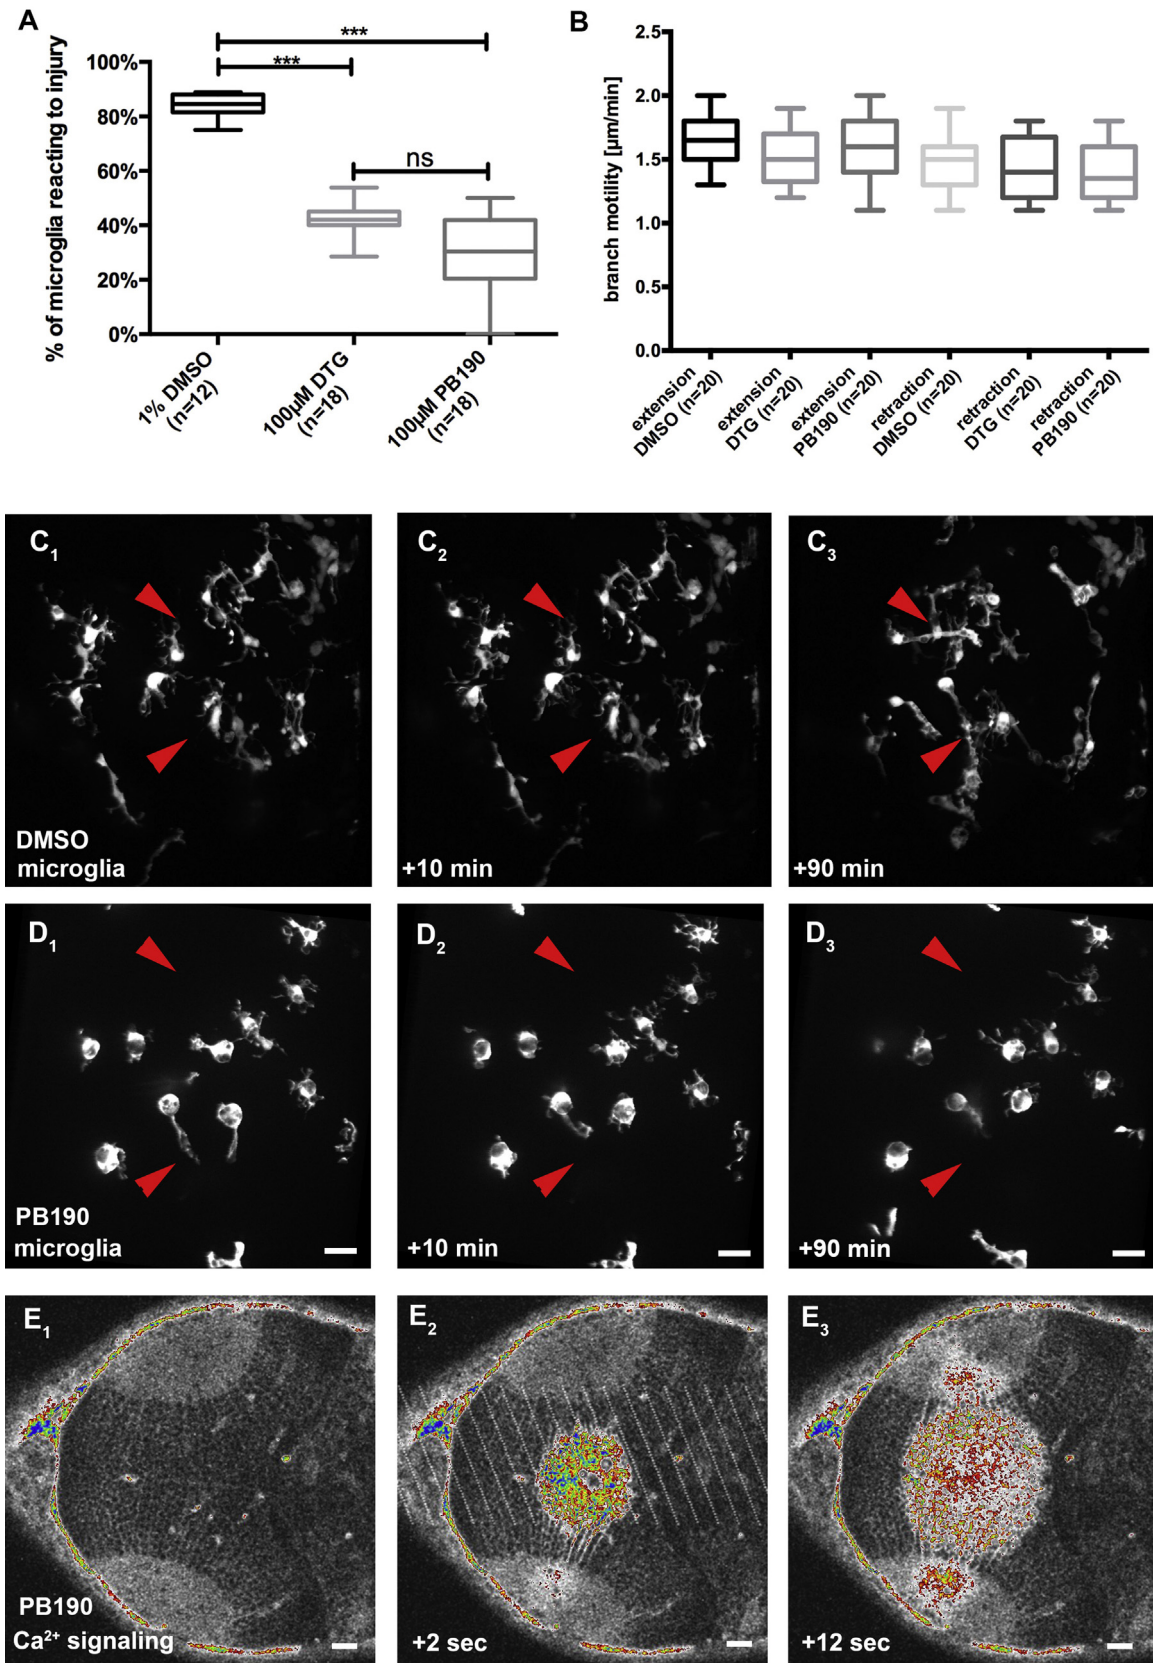 A
% of microglia reacting to injury
100%
80%
60%
40%
20%
0%
***
***
ns
1% DMSO
(n=12)
100µM DTG
(n=18)
100µM PB190
(n=18)
B
branch motility [µm/min]
2.5
2.0
1.5
1.0
0.5
0.0
extension
DMSO (n=20)
extension
DTG (n=20)
extension
PB190 (n=20)
retraction
DMSO (n=20)
retraction
DTG (n=20)
retraction
PB190 (n=20)
C1
DMSO
microglia
C2
+10 min
C3
+90 min
D1
PB190
microglia
D2
+10 min
D3
+90 min
E1
PB190
Ca²⁺ signaling
E2
+2 sec
E3
+12 sec